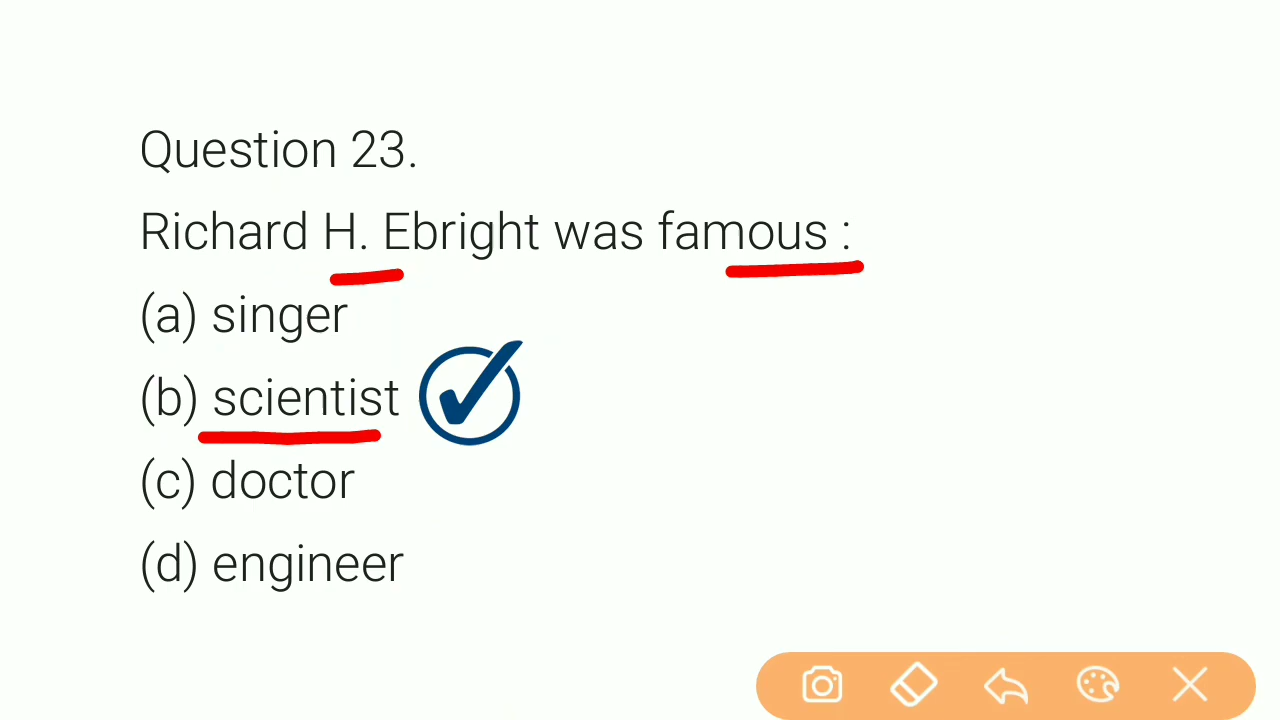 Question 23.
Richard H. Ebright was famous :
(a) singer
(b) scientist
(c) doctor
(d) engineer